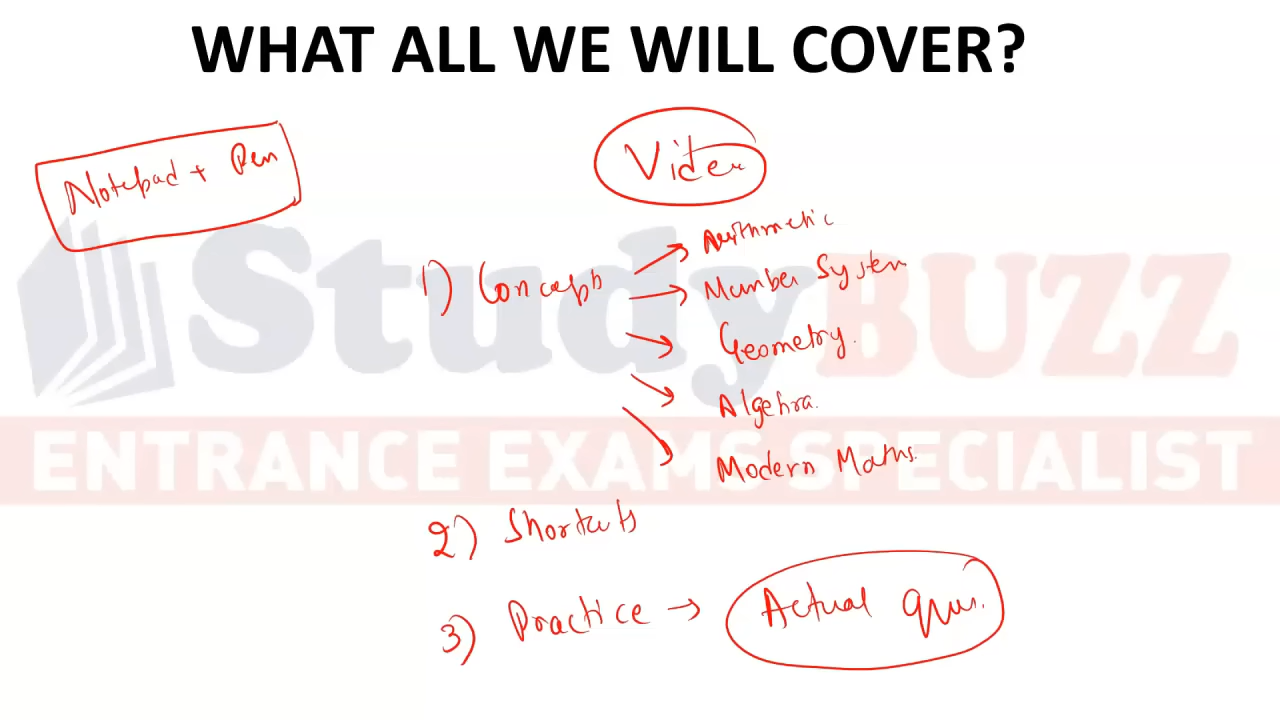 WHAT ALL WE WILL COVER?
Notepad + Pen
Video
1) Concepts
Arithmetic
Number System
Geometry.
Algebra.
Modern Maths.
2) Shortcuts
3) Practice → Actual ques.
StudyBUZZ
ENTRANCE EXAMS SPECIALIST